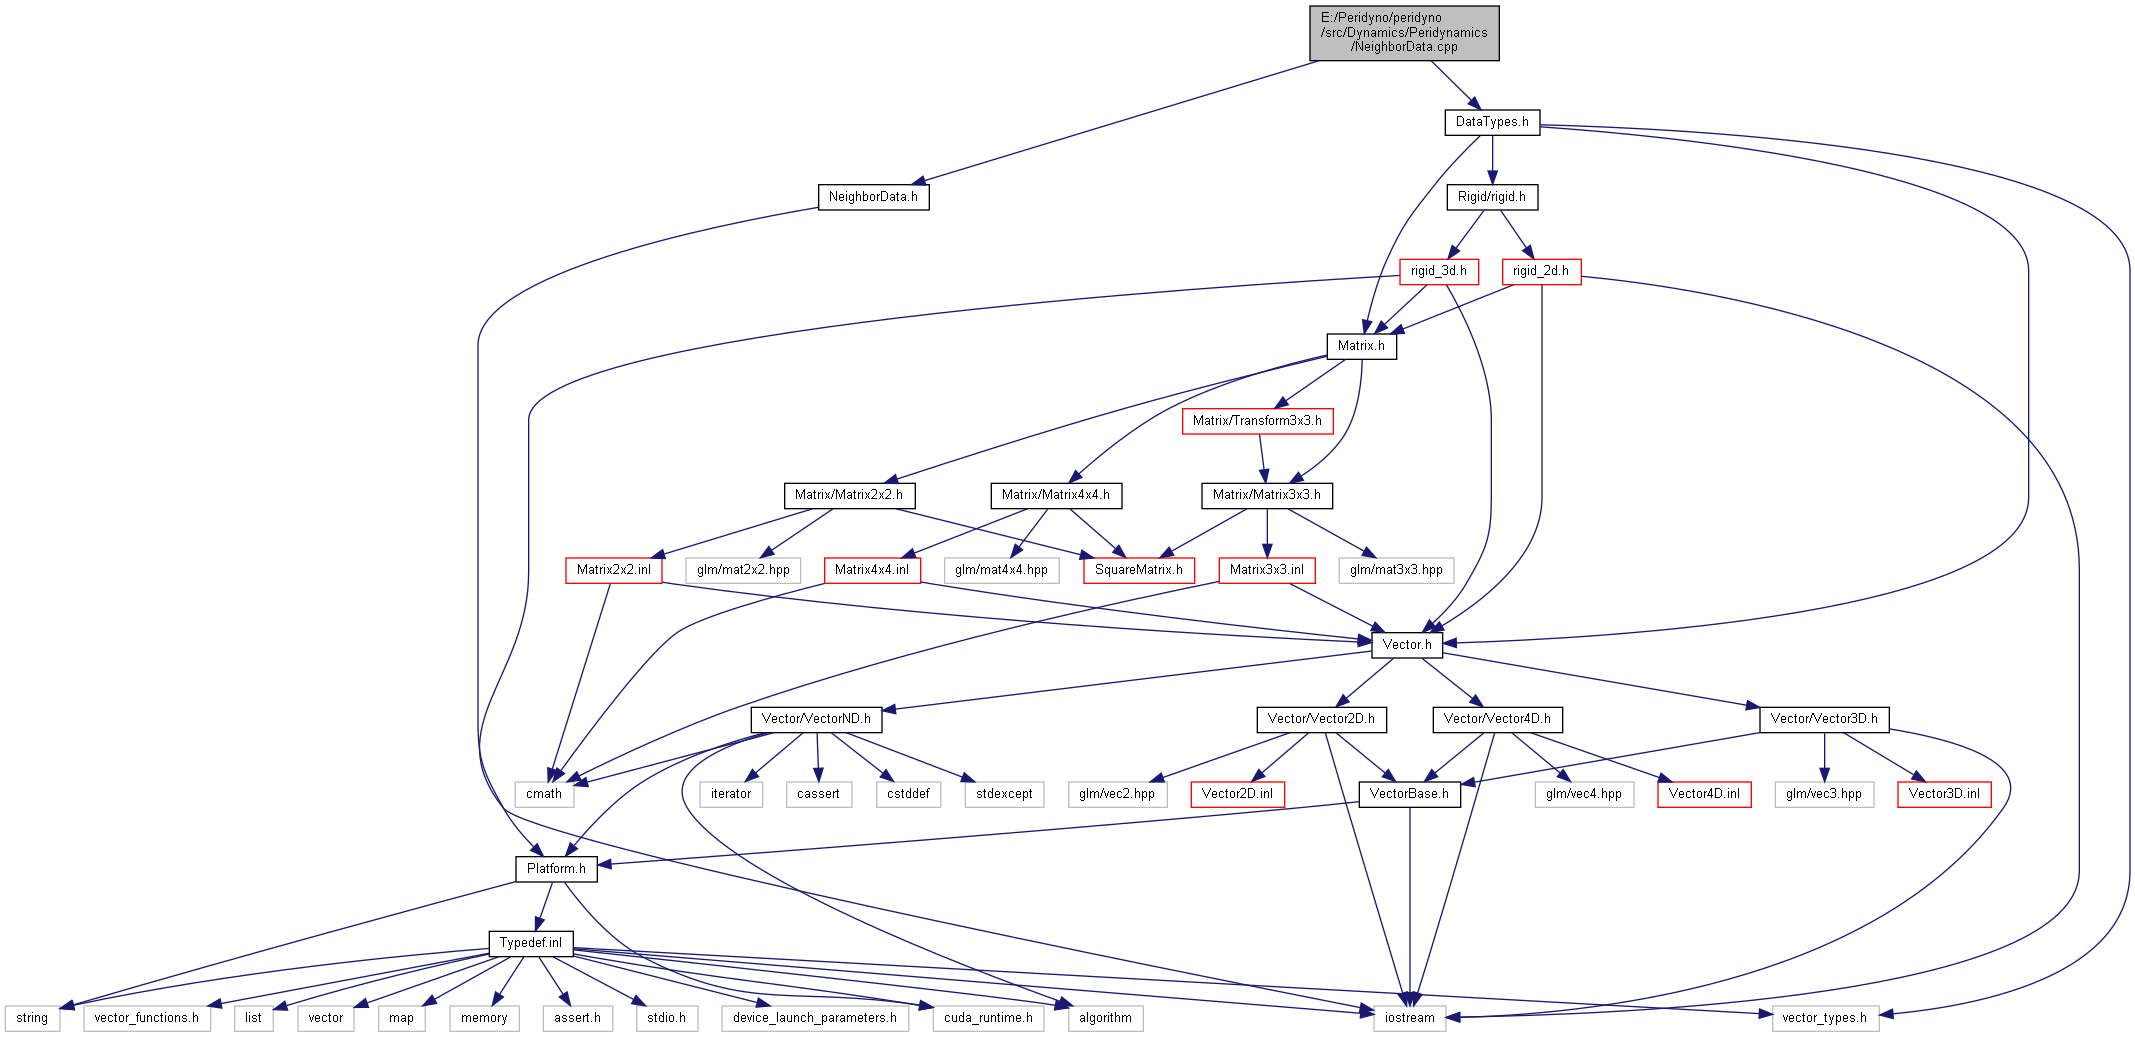 E:/Peridyno/peridyno
/src/Dynamics/Peridynamics
/NeighborData.cpp
DataTypes.h
NeighborData.h
Rigid/rigid.h
rigid_3d.h
rigid_2d.h
Matrix.h
Matrix/Transform3x3.h
Matrix/Matrix2x2.h
Matrix/Matrix4x4.h
Matrix/Matrix3x3.h
Matrix2x2.inl
glm/mat2x2.hpp
Matrix4x4.inl
glm/mat4x4.hpp
SquareMatrix.h
Matrix3x3.inl
glm/mat3x3.hpp
Vector.h
Vector/VectorND.h
Vector/Vector2D.h
Vector/Vector4D.h
Vector/Vector3D.h
cmath
iterator
cassert
cstddef
stdexcept
glm/vec2.hpp
Vector2D.inl
VectorBase.h
glm/vec4.hpp
Vector4D.inl
glm/vec3.hpp
Vector3D.inl
Platform.h
Typedef.inl
string
vector_functions.h
list
vector
map
memory
assert.h
stdio.h
device_launch_parameters.h
cuda_runtime.h
algorithm
iostream
vector_types.h